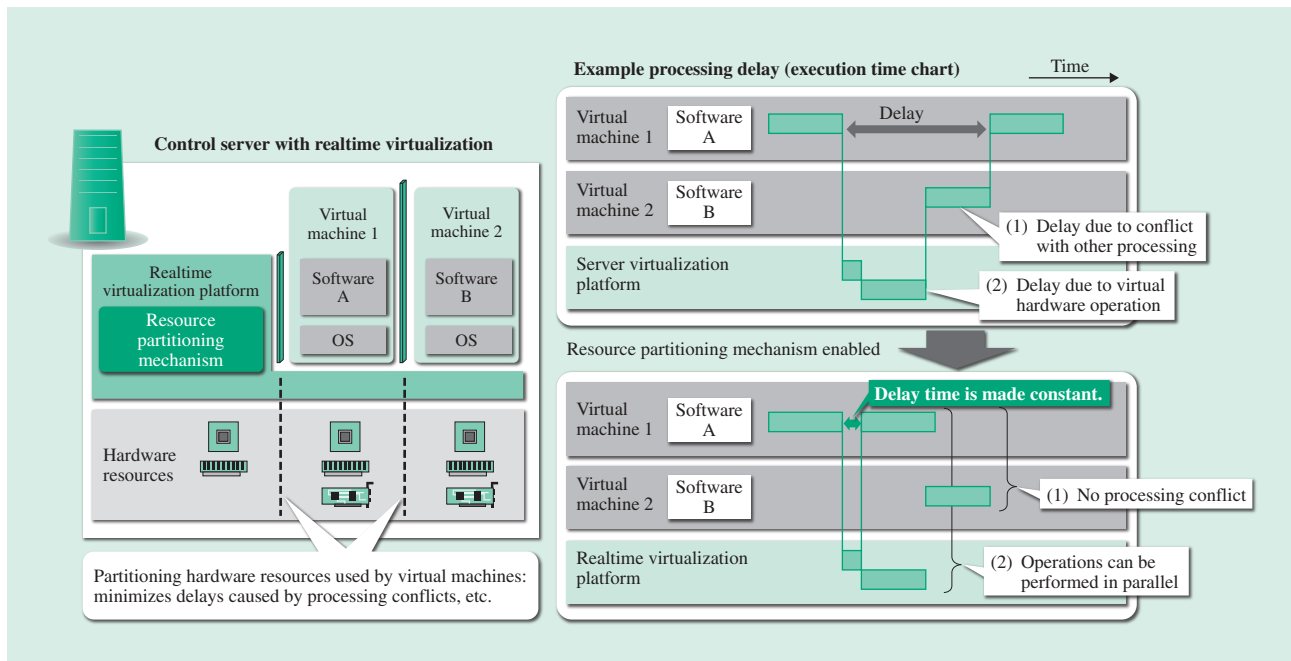 Control server with realtime virtualization
Virtual
machine 1
Software
A
OS
Virtual
machine 2
Software
B
OS
Realtime
virtualization platform
Resource
partitioning
mechanism
Hardware
resources
Partitioning hardware resources used by virtual machines:
minimizes delays caused by processing conflicts, etc.
Example processing delay (execution time chart)
Time
Virtual
machine 1
Software
A
Delay
Virtual
machine 2
Software
B
(1) Delay due to conflict
with other processing
Server virtualization
platform
(2) Delay due to virtual
hardware operation
Resource partitioning mechanism enabled
Delay time is made constant.
Virtual
machine 1
Software
A
Virtual
machine 2
Software
B
(1) No processing conflict
Realtime virtualization
platform
(2) Operations can be
performed in parallel